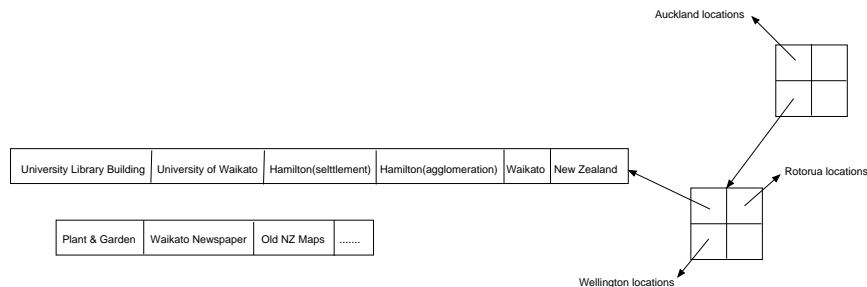 Auckland locations
University Library Building University of Waikato Hamilton(selttlement) Hamilton(agglomeration) Waikato New Zealand
Rotorua locations
Plant & Garden Waikato Newspaper Old NZ Maps .......
Wellington locations